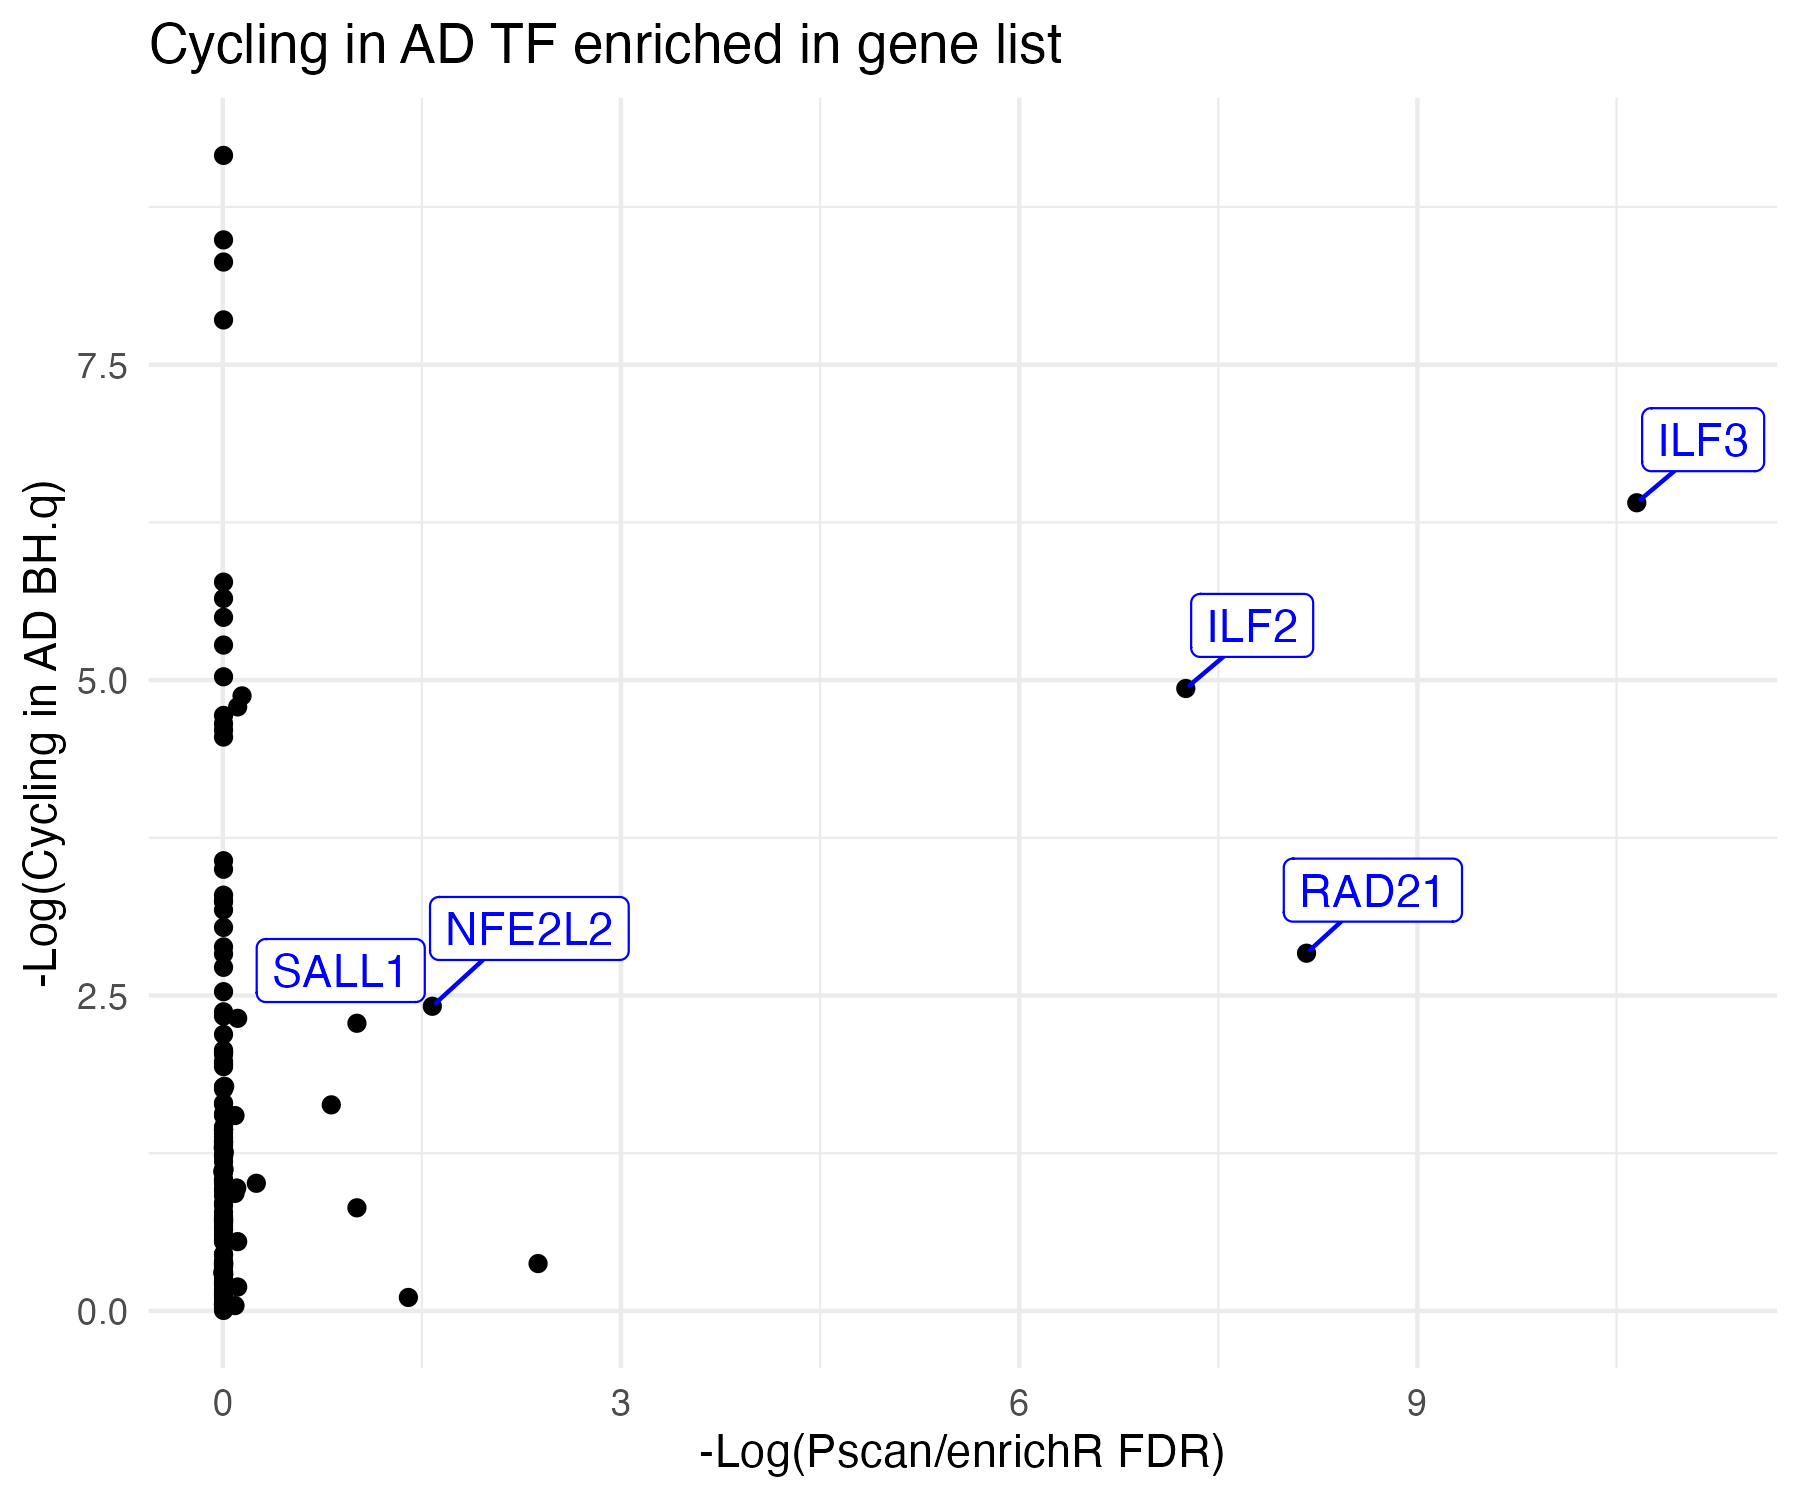 Cycling in AD TF enriched in gene list
-Log(Cycling in AD BH.q)
7.5
5.0
2.5
0.0
ILF3
ILF2
RAD21
NFE2L2
SALL1
0
3
6
9
-Log(Pscan/enrichR FDR)